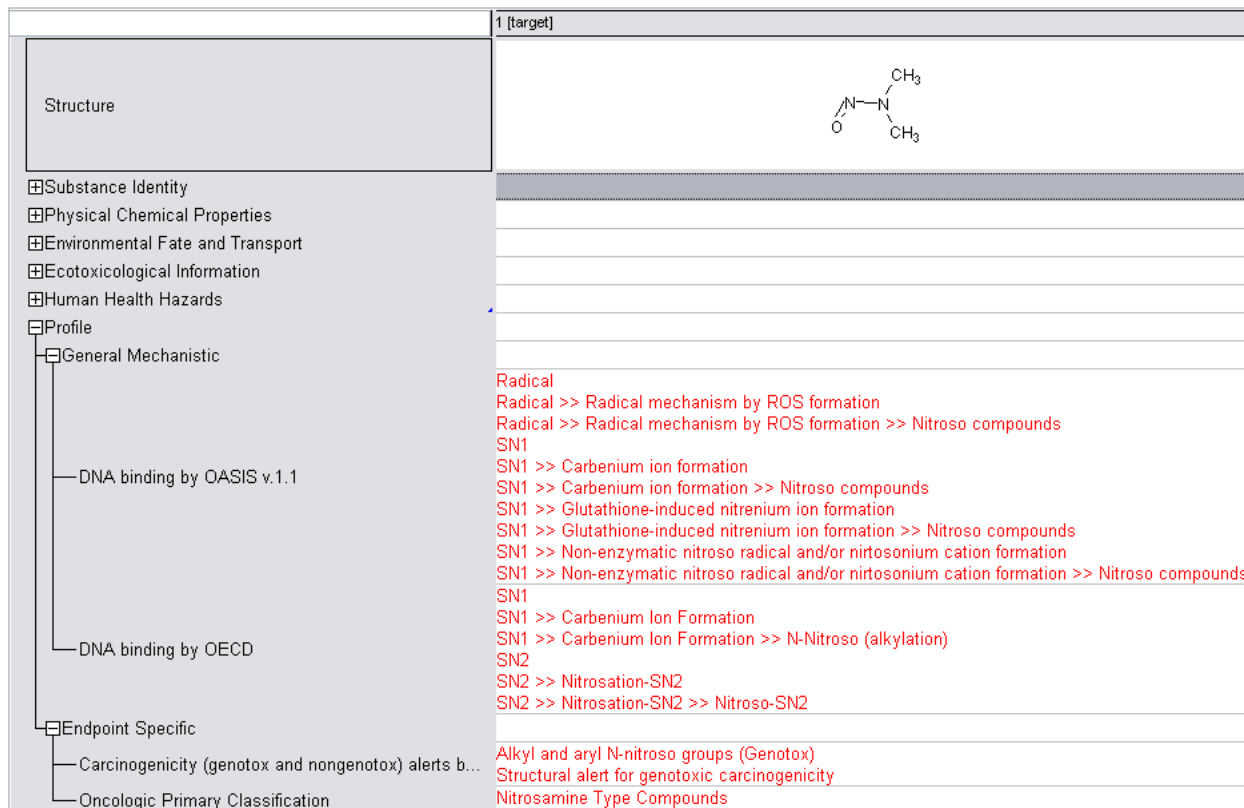 1 [target]
Structure
CH3
N
N
O
CH3
Substance Identity
Physical Chemical Properties
Environmental Fate and Transport
Ecotoxicological Information
Human Health Hazards
Profile
General Mechanistic
DNA binding by OASIS v.1.1
Radical
Radical >> Radical mechanism by ROS formation
Radical >> Radical mechanism by ROS formation >> Nitroso compounds
SN1
SN1 >> Carbenium ion formation
SN1 >> Carbenium ion formation >> Nitroso compounds
SN1 >> Glutathione-induced nitrenium ion formation
SN1 >> Glutathione-induced nitrenium ion formation >> Nitroso compounds
SN1 >> Non-enzymatic nitroso radical and/or nirtosonium cation formation
SN1 >> Non-enzymatic nitroso radical and/or nirtosonium cation formation >> Nitroso compounds
DNA binding by OECD
SN1
SN1 >> Carbenium Ion Formation
SN1 >> Carbenium Ion Formation >> N-Nitroso (alkylation)
SN2
SN2 >> Nitrosation-SN2
SN2 >> Nitrosation-SN2 >> Nitroso-SN2
Endpoint Specific
Carcinogenicity (genotox and nongenotox) alerts b...
Alkyl and aryl N-nitroso groups (Genotox)
Structural alert for genotoxic carcinogenicity
Oncologic Primary Classification
Nitrosamine Type Compounds